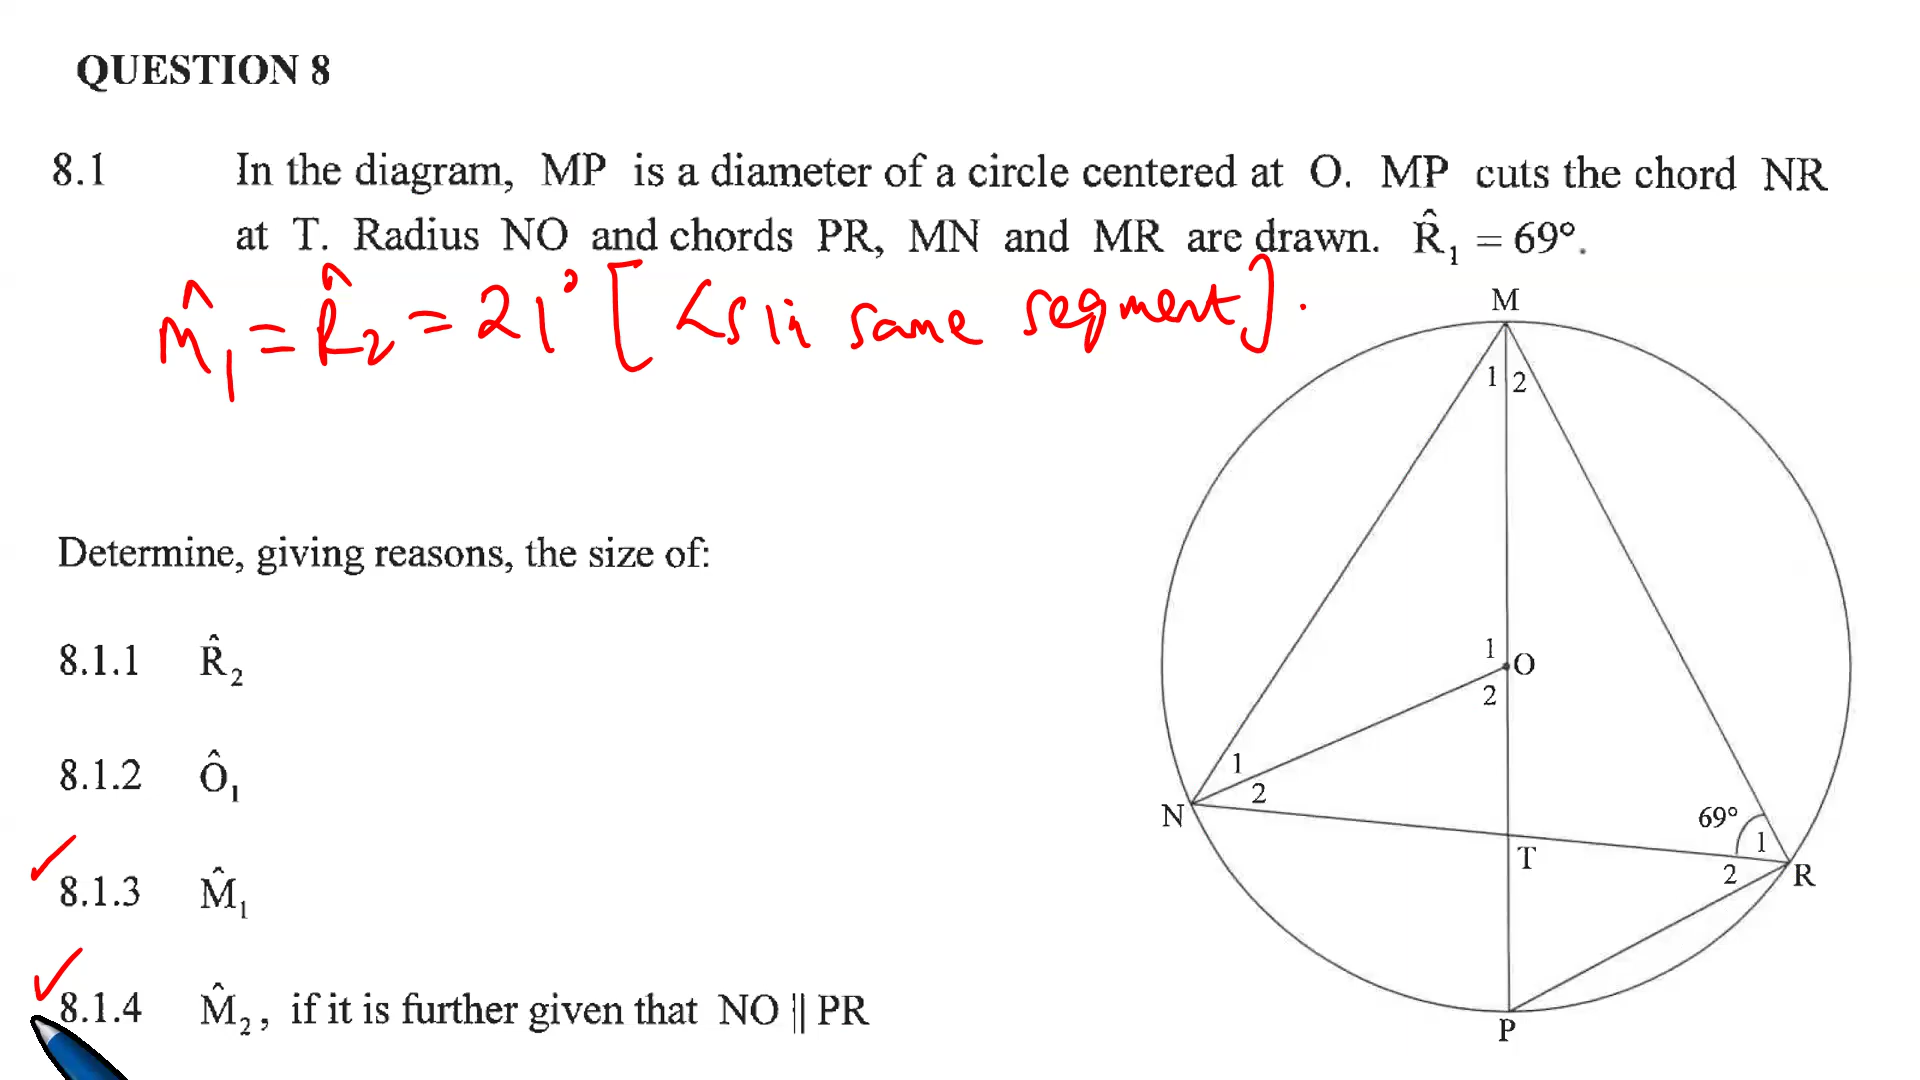 QUESTION 8
8.1 In the diagram, MP is a diameter of a circle centered at O. MP cuts the chord NR
at T. Radius NO and chords PR, MN and MR are drawn. R̂₁ = 69°.
M̂₁ = R̂₂ = 21° [<s in same segment].
Determine, giving reasons, the size of:
8.1.1 R̂₂
8.1.2 Ô₁
8.1.3 M̂₁
8.1.4 M̂₂, if it is further given that NO || PR
M
1 2
1
O
2
1
2
N
69°
1
T
2
R
P